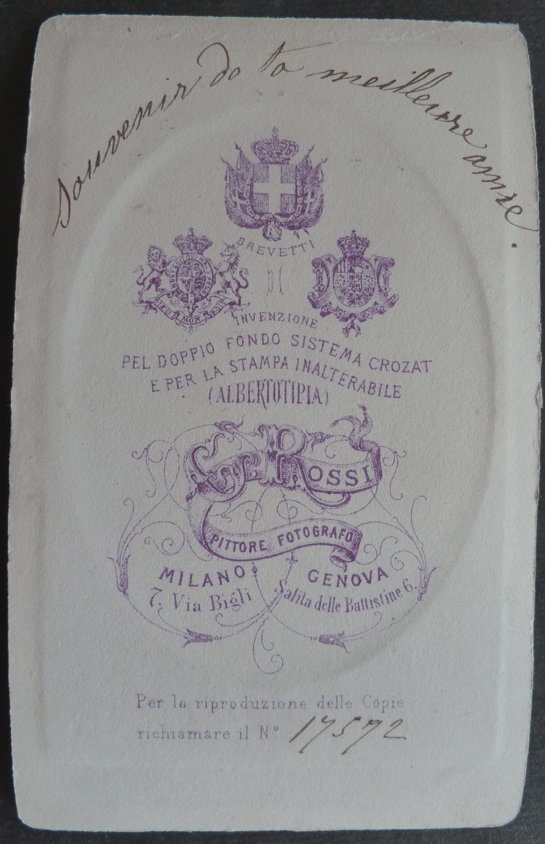 Souvenir de ta meilleure amie.
BREVETTI
DI
INVENZIONE
PEL DOPPIO FONDO SISTEMA CROZAT
E PER LA STAMPA INALTERABILE
(ALBERTOTIPIA)
ROSSI
PITTORE FOTOGRAFO
MILANO
7, Via Bigli
GENOVA
Salita delle Battistine 6.
Per la riproduzione delle Copie
richiamare il N.º 17572